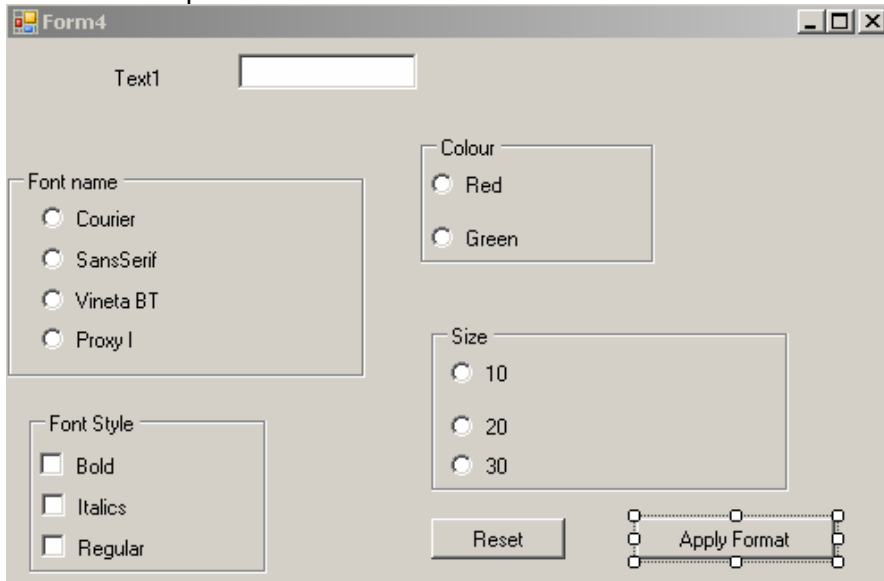 Form4
Text1
Colour
Red
Green
Font name
Courier
SansSerif
Vineta BT
Proxy I
Size
10
20
30
Font Style
Bold
Italics
Regular
Reset
Apply Format